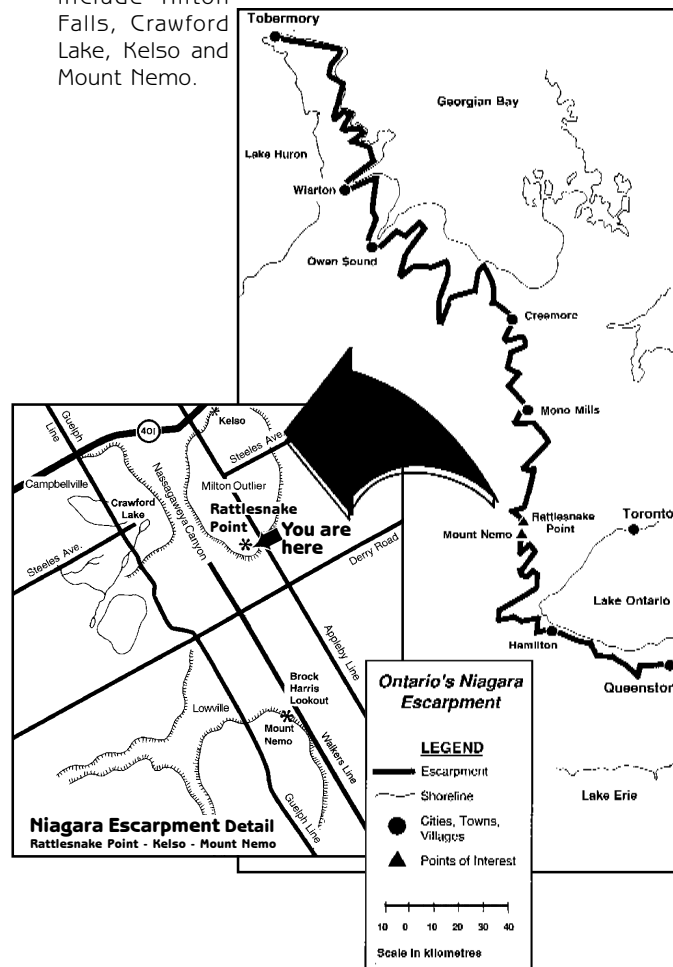 Falls, Crawford
Lake, Kelso and
Mount Nemo.
Tobermory
Georgian Bay
Lake Huron
Wiarton
Owen Sound
Creemore
Mono Mills
Rattlesnake
Point
Mount Nemo
Toronto
Lake Ontario
Hamilton
Queenston
Lake Erie
Guelph
Line
401
Kelso
Steeles Ave.
Campbellville
Nassagaweya Canyon
Milton Outlier
Crawford
Lake
Rattlesnake
Point
You are
here
Steeles Ave.
Derry Road
Appleby Line
Brock
Harris
Lookout
Lowville
Mount
Nemo
Walkers Line
Guelph Line
Niagara Escarpment Detail
Rattlesnake Point - Kelso - Mount Nemo
Ontario's Niagara
Escarpment
LEGEND
Escarpment
Shoreline
Cities, Towns,
Villages
Points of Interest
10 0 10 20 30 40
Scale in kilometres